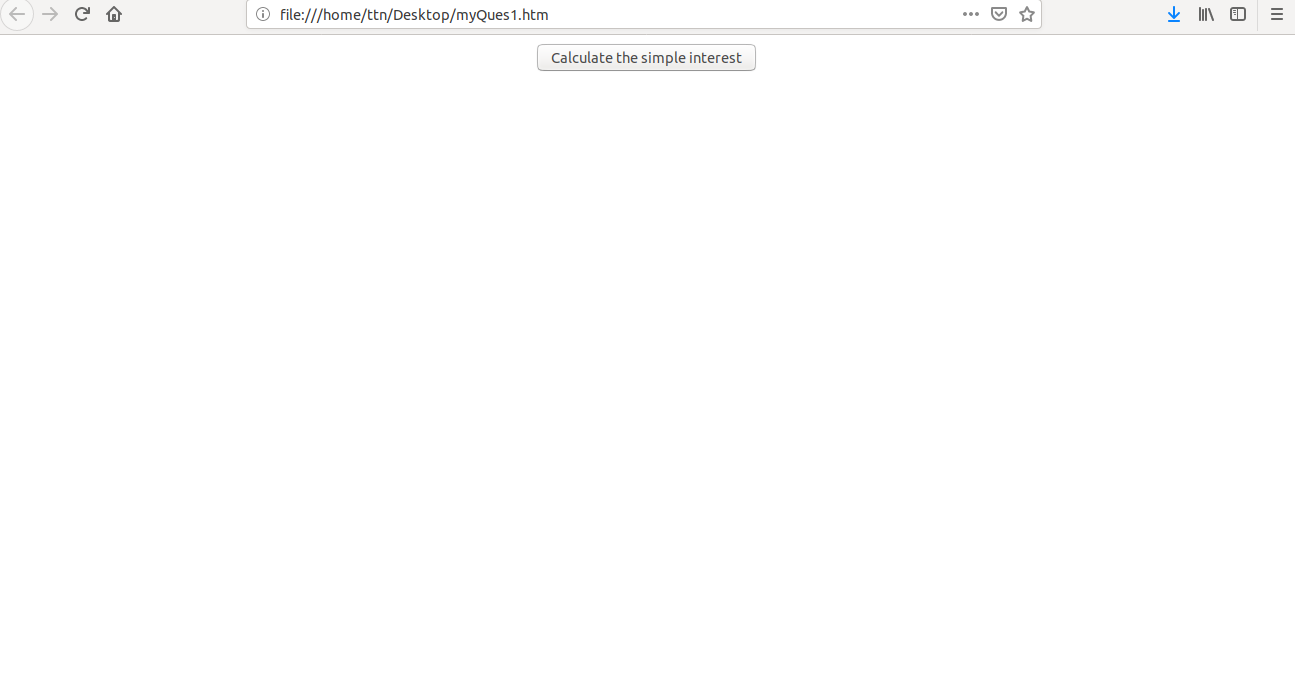 file:///home/ttn/Desktop/myQues1.htm
Calculate the simple interest